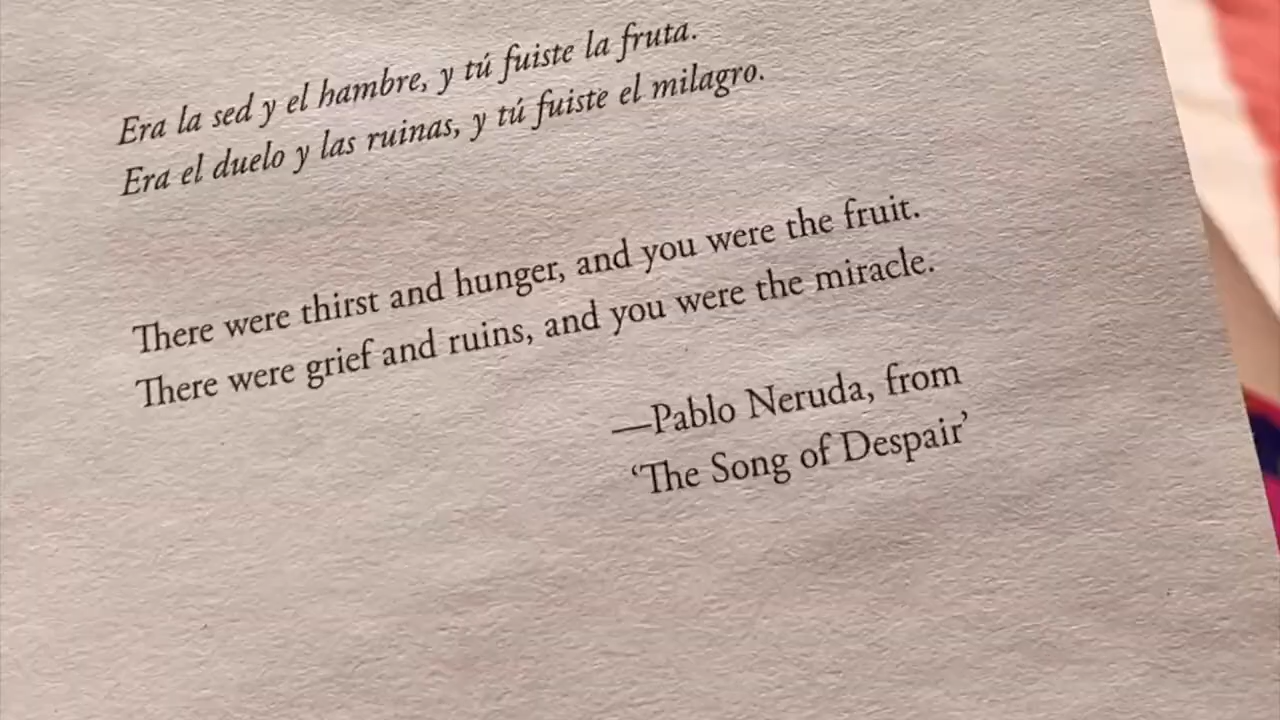 Era la sed y el hambre, y tú fuiste la fruta.
Era el duelo y las ruinas, y tú fuiste el milagro.
There were thirst and hunger, and you were the fruit.
There were grief and ruins, and you were the miracle.
—Pablo Neruda, from
‘The Song of Despair’